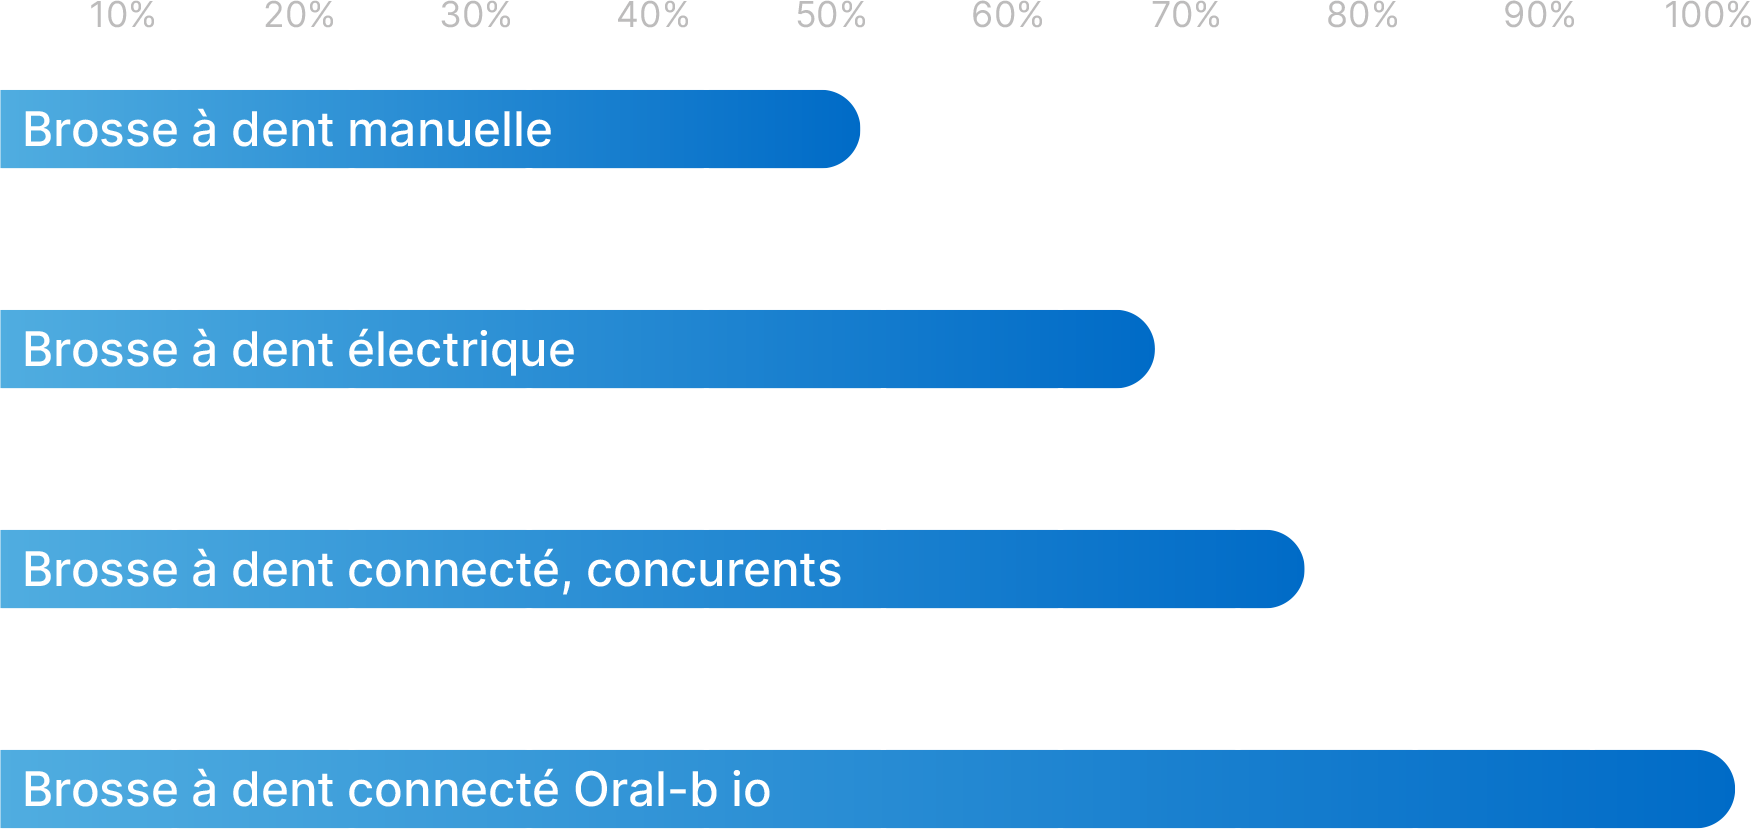 10% 20% 30% 40% 50% 60% 70% 80% 90% 100%
Brosse à dent manuelle
Brosse à dent électrique
Brosse à dent connecté, concurents
Brosse à dent connecté Oral-b io